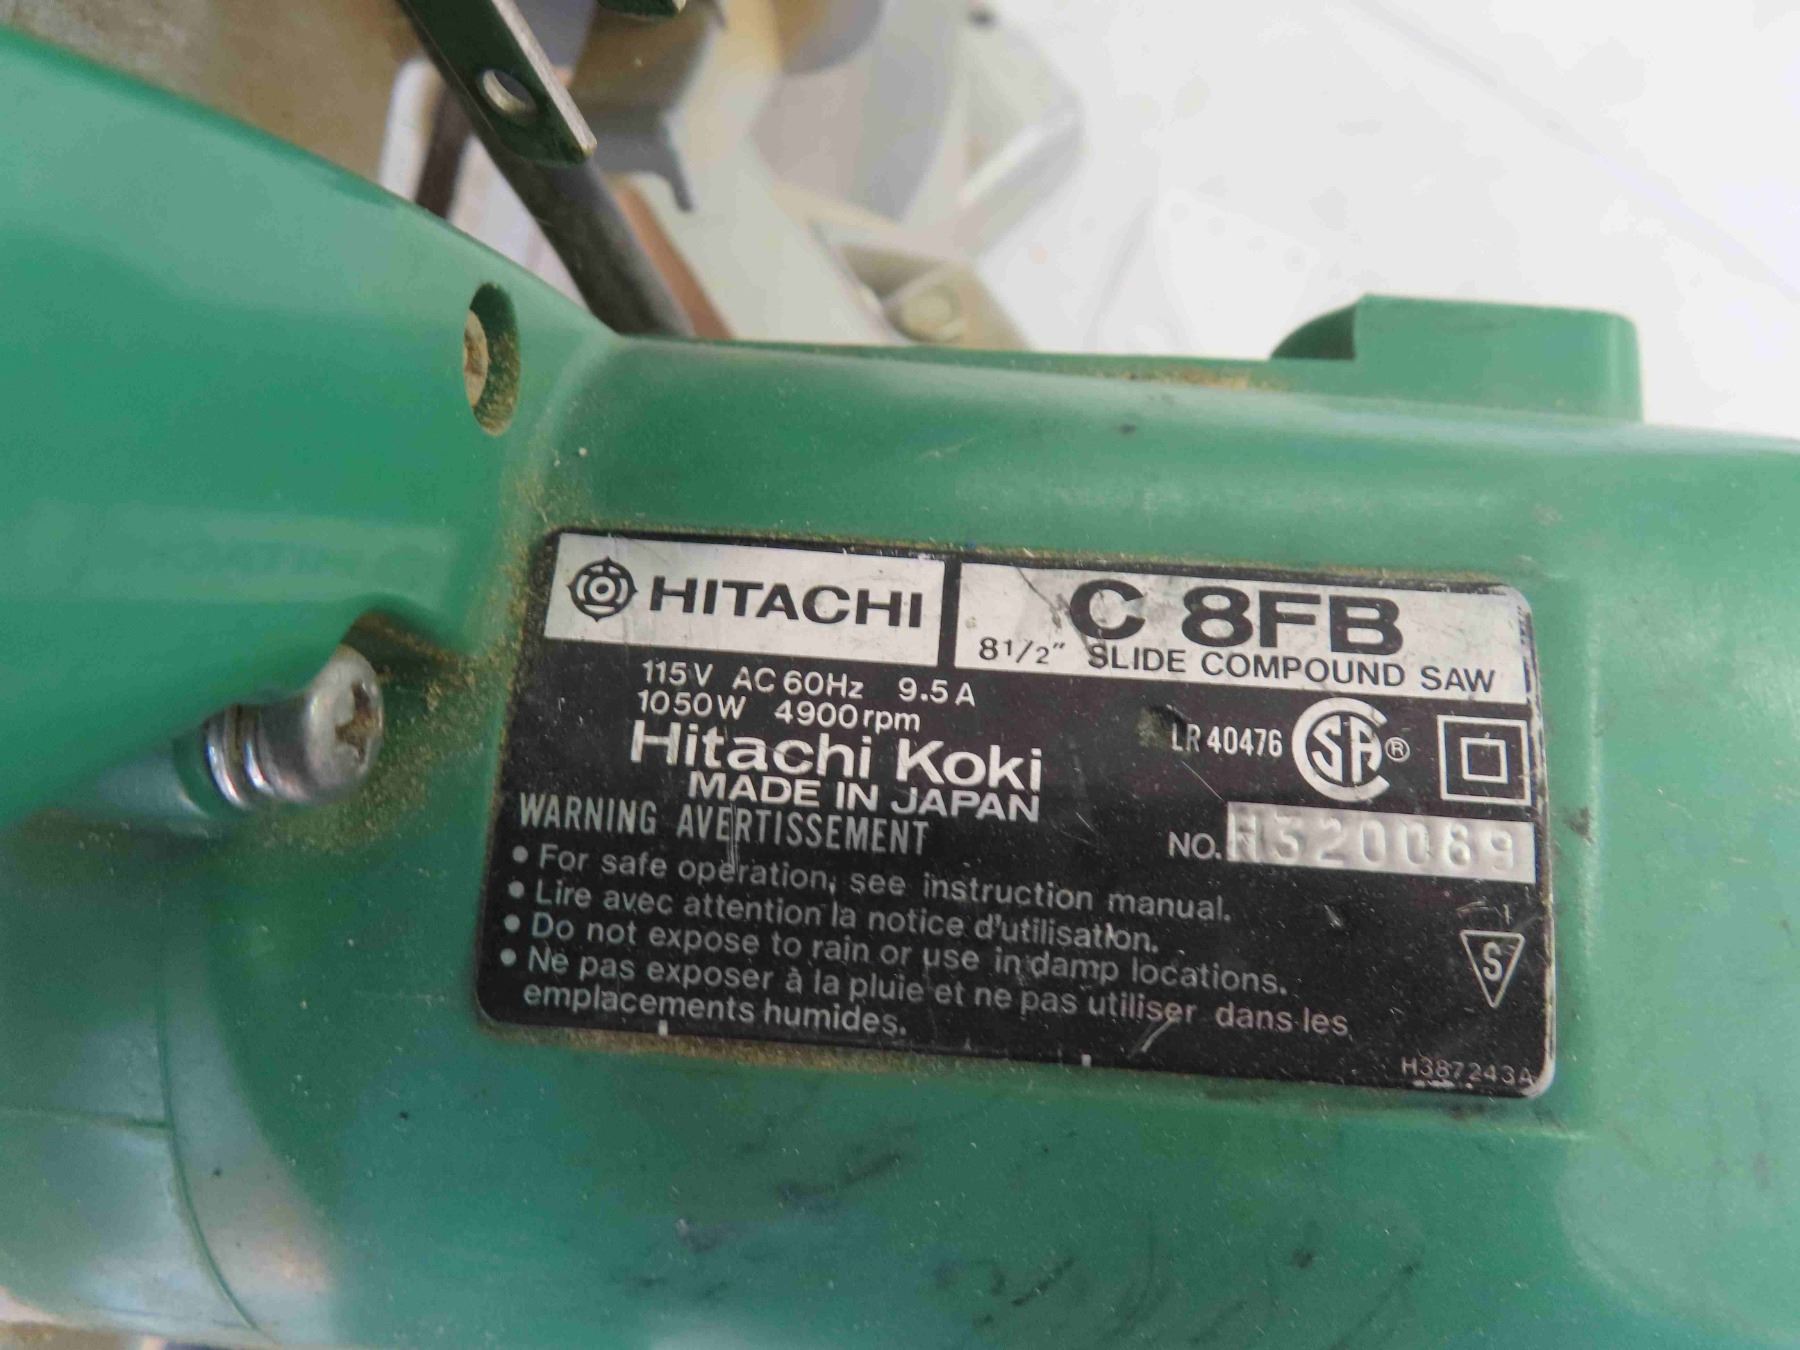 HITACHI
C 8FB
8 1/2" SLIDE COMPOUND SAW
115V AC 60Hz 9.5A
1050W 4900rpm
Hitachi Koki
MADE IN JAPAN
LR 40476 SA ®
NO. H320089
WARNING AVERTISSEMENT
• For safe operation, see instruction manual.
• Lire avec attention la notice d'utilisation.
• Do not expose to rain or use in damp locations.
• Ne pas exposer à la pluie et ne pas utiliser dans les
emplacements humides.
S
H387243A